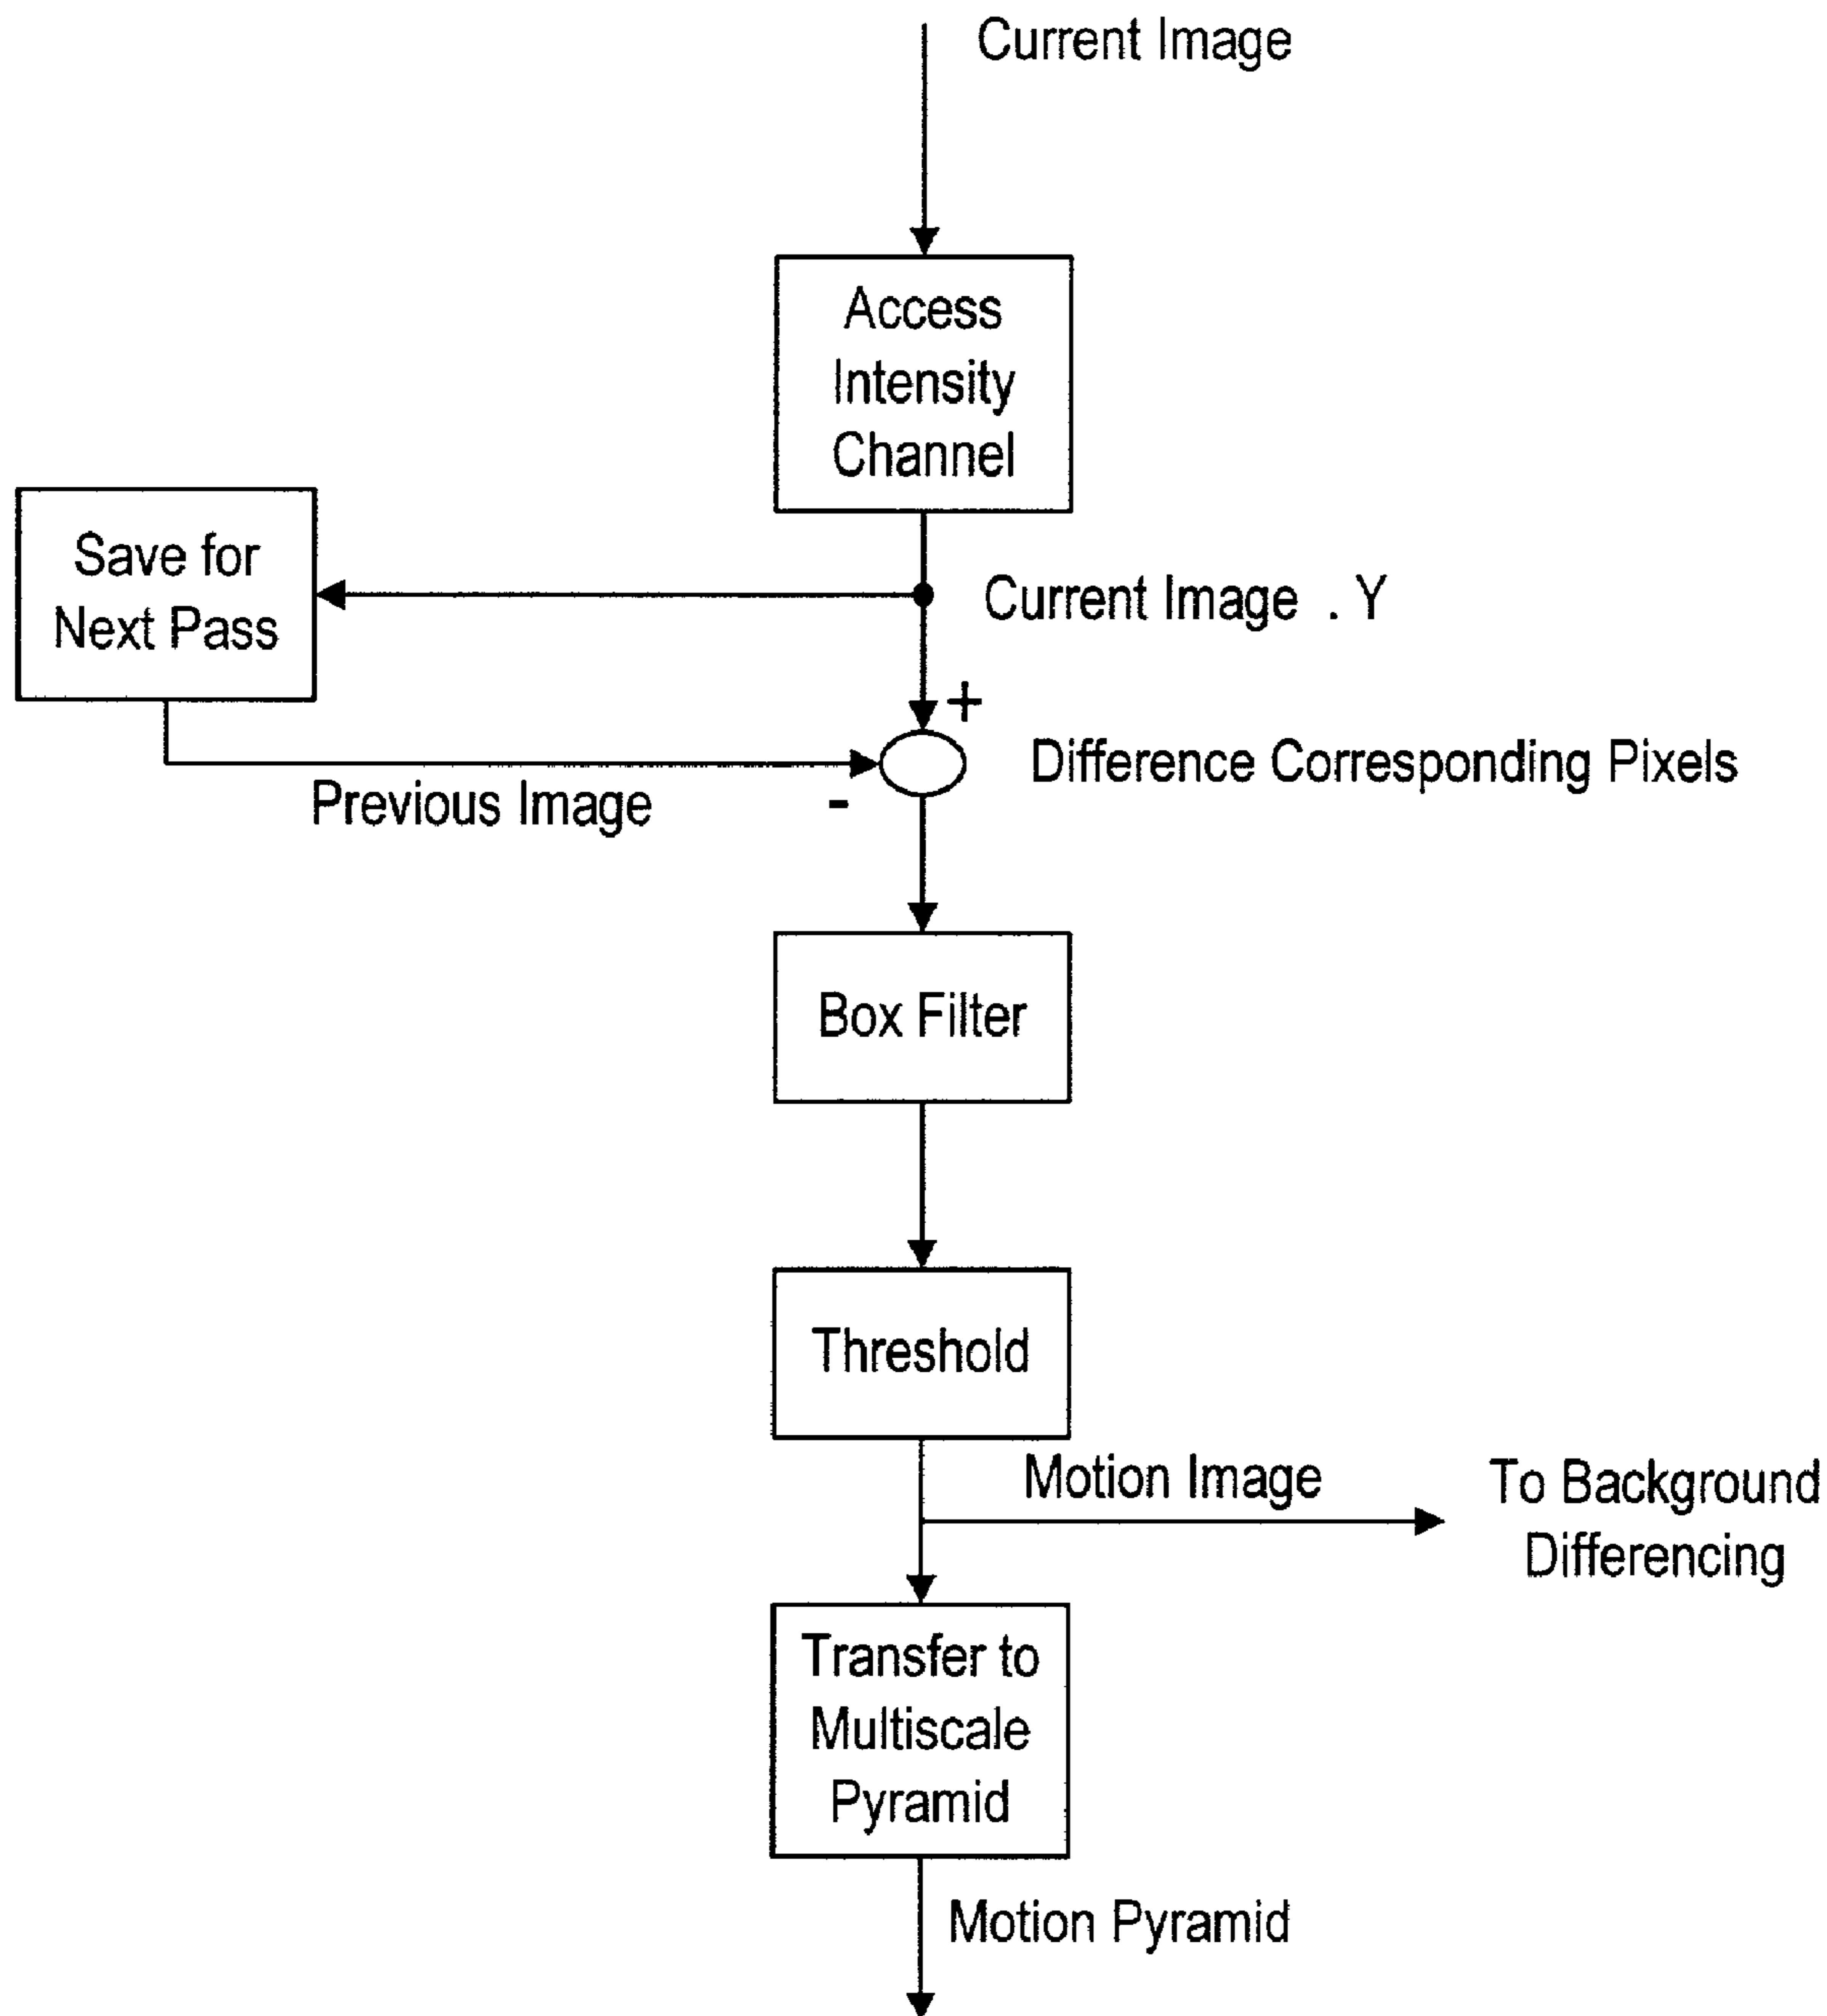 Current Image
Access
Intensity
Channel
Save for
Next Pass
Current Image . Y
+
Difference Corresponding Pixels
-
Previous Image
Box Filter
Threshold
Motion Image
To Background
Differencing
Transfer to
Multiscale
Pyramid
Motion Pyramid